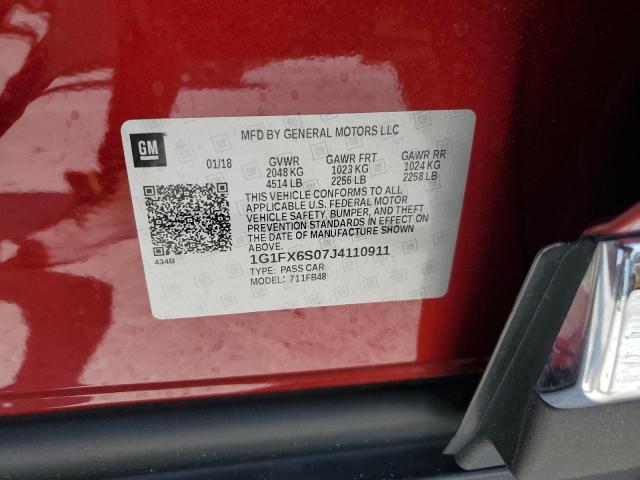 GM
MFD BY GENERAL MOTORS LLC
01/18 GVWR GAWR FRT GAWR RR
2048 KG 1023 KG 1024 KG
4514 LB 2256 LB 2258 LB
THIS VEHICLE CONFORMS TO ALL
APPLICABLE U.S. FEDERAL MOTOR
VEHICLE SAFETY, BUMPER, AND THEFT
PREVENTION STANDARDS IN EFFECT ON
THE DATE OF MANUFACTURE SHOWN
ABOVE.
434B
1G1FX6S07J4110911
TYPE: PASS CAR
MODEL: 711FB48